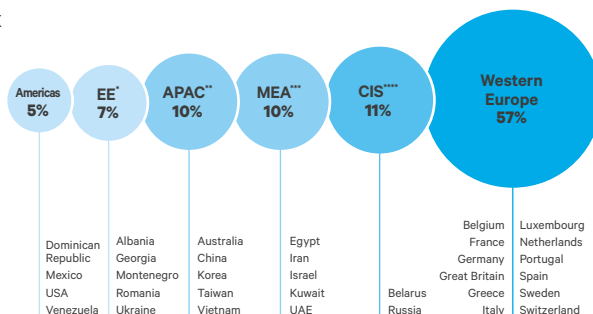 Americas
5%
EE*
7%
APAC**
10%
MEA***
10%
CIS****
11%
Western
Europe
57%
Dominican
Republic
Mexico
USA
Venezuela
Albania
Georgia
Montenegro
Romania
Ukraine
Australia
China
Korea
Taiwan
Vietnam
Egypt
Iran
Israel
Kuwait
UAE
Belarus
Russia
Belgium
France
Germany
Great Britain
Greece
Italy
Luxembourg
Netherlands
Portugal
Spain
Sweden
Switzerland